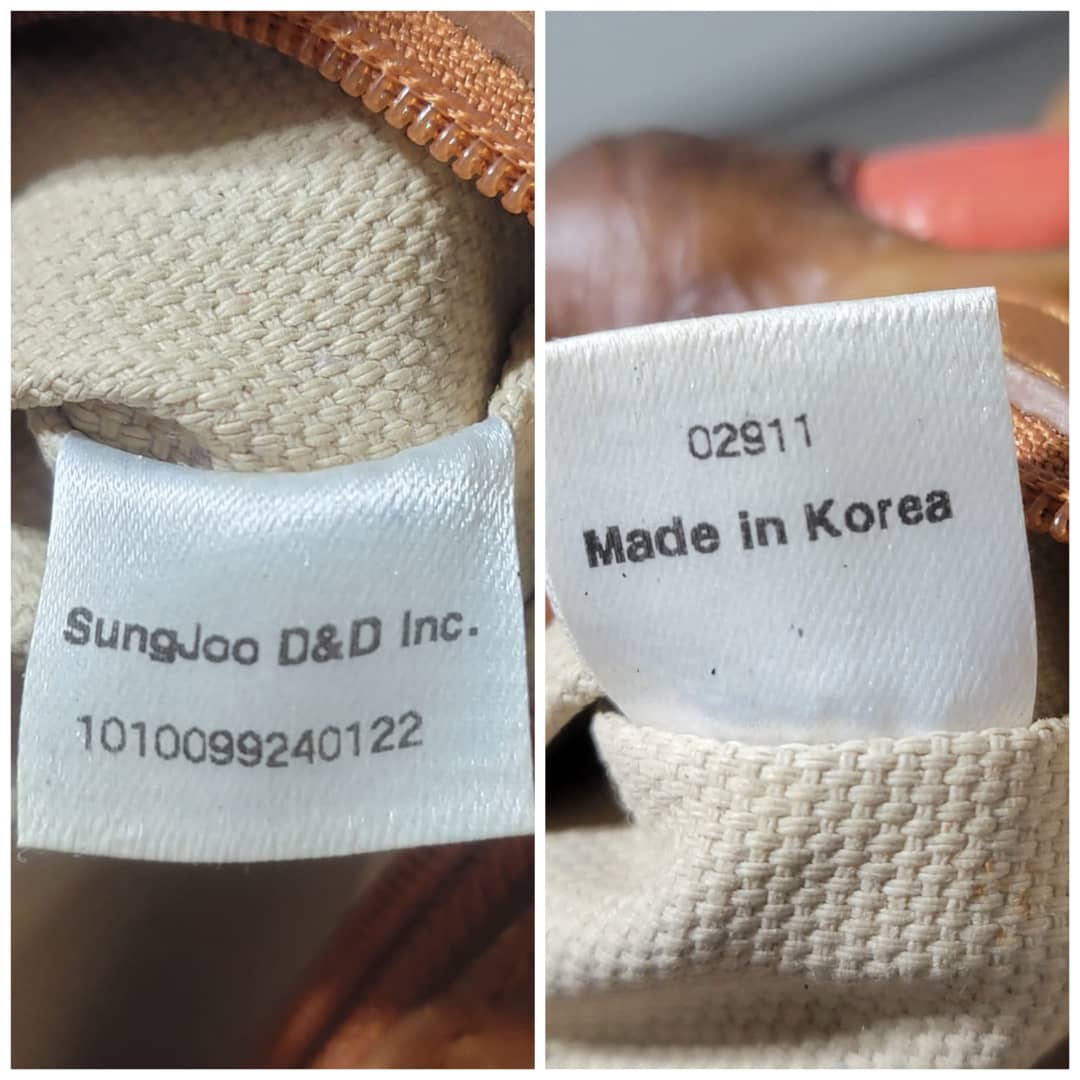 SungJoo D&D Inc.
1010099240122
02911
Made in Korea